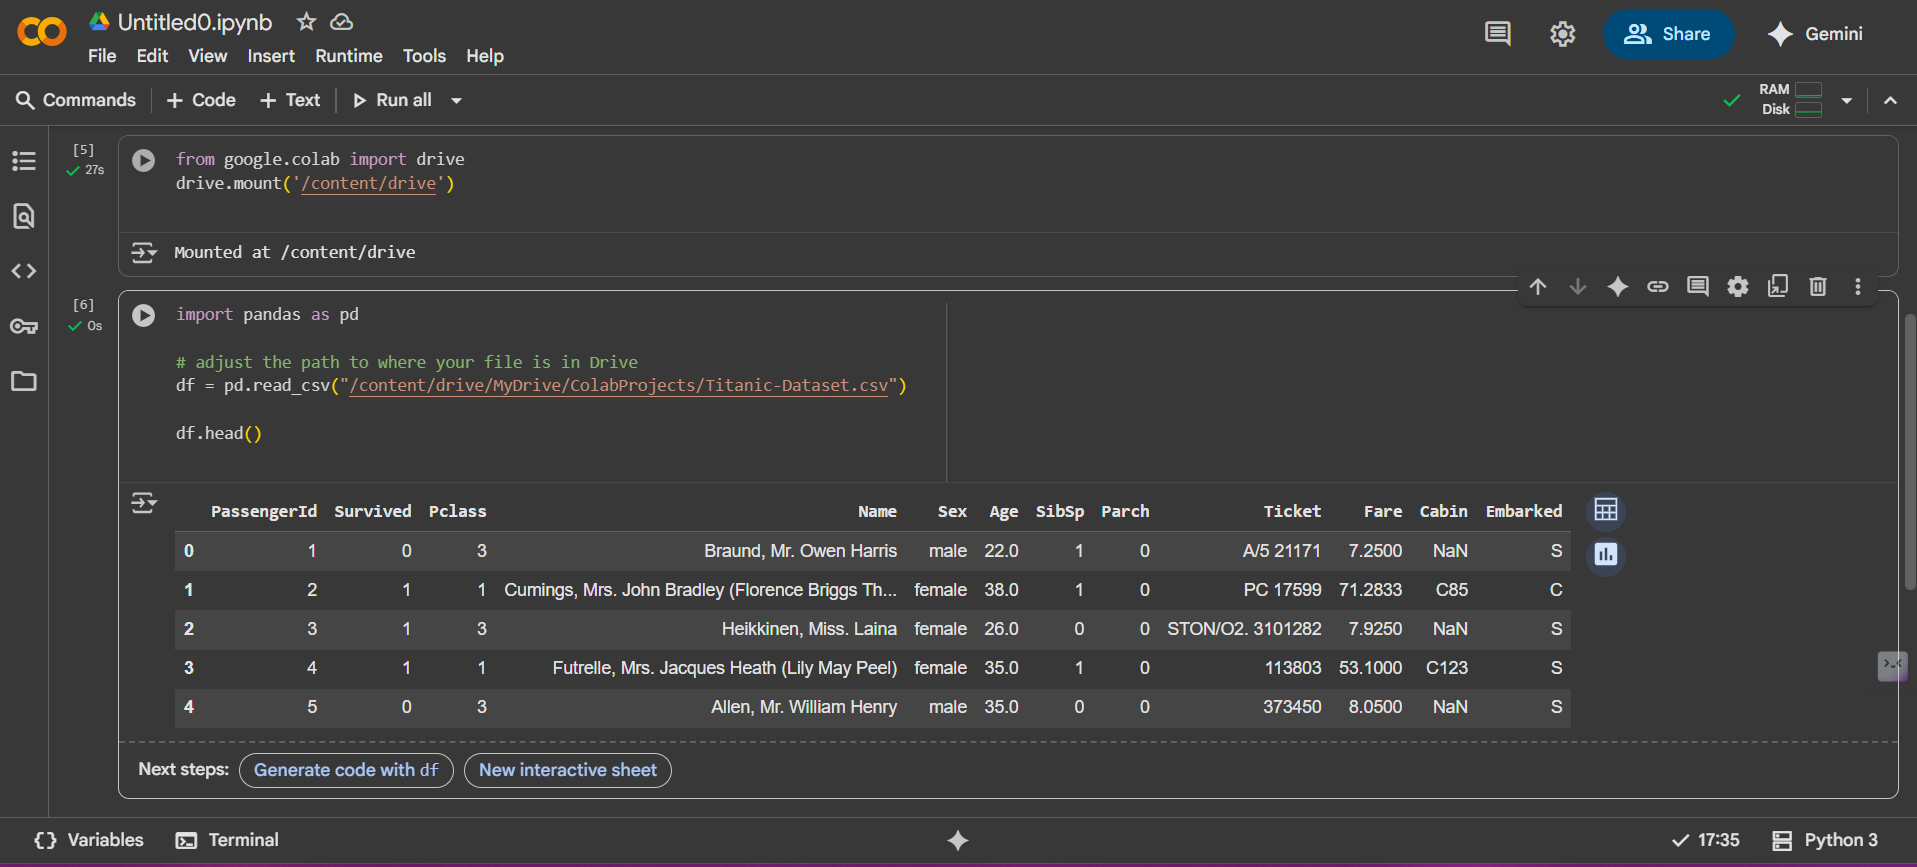 Untitled0.ipynb
File Edit View Insert Runtime Tools Help
Share
Gemini
Commands + Code + Text Run all
RAM
Disk
[5]
27s
from google.colab import drive
drive.mount('/content/drive')
Mounted at /content/drive
[6]
0s
import pandas as pd
# adjust the path to where your file is in Drive
df = pd.read_csv("/content/drive/MyDrive/ColabProjects/Titanic-Dataset.csv")
df.head()
PassengerId Survived Pclass Name Sex Age SibSp Parch Ticket Fare Cabin Embarked
0 1 0 3 Braund, Mr. Owen Harris male 22.0 1 0 A/5 21171 7.2500 NaN S
1 2 1 1 Cumings, Mrs. John Bradley (Florence Briggs Th... female 38.0 1 0 PC 17599 71.2833 C85 C
2 3 1 3 Heikkinen, Miss. Laina female 26.0 0 0 STON/O2. 3101282 7.9250 NaN S
3 4 1 1 Futrelle, Mrs. Jacques Heath (Lily May Peel) female 35.0 1 0 113803 53.1000 C123 S
4 5 0 3 Allen, Mr. William Henry male 35.0 0 0 373450 8.0500 NaN S
Next steps: Generate code with df New interactive sheet
{} Variables Terminal
17:35 Python 3